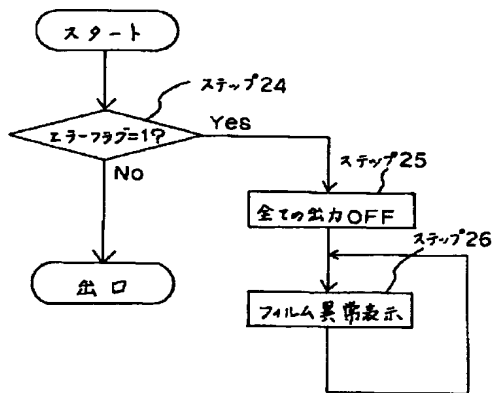 スタート
ステップ24
エラーフラグ=1?
Yes
No
ステップ25
全ての出力OFF
ステップ26
出口
フィルム異常表示